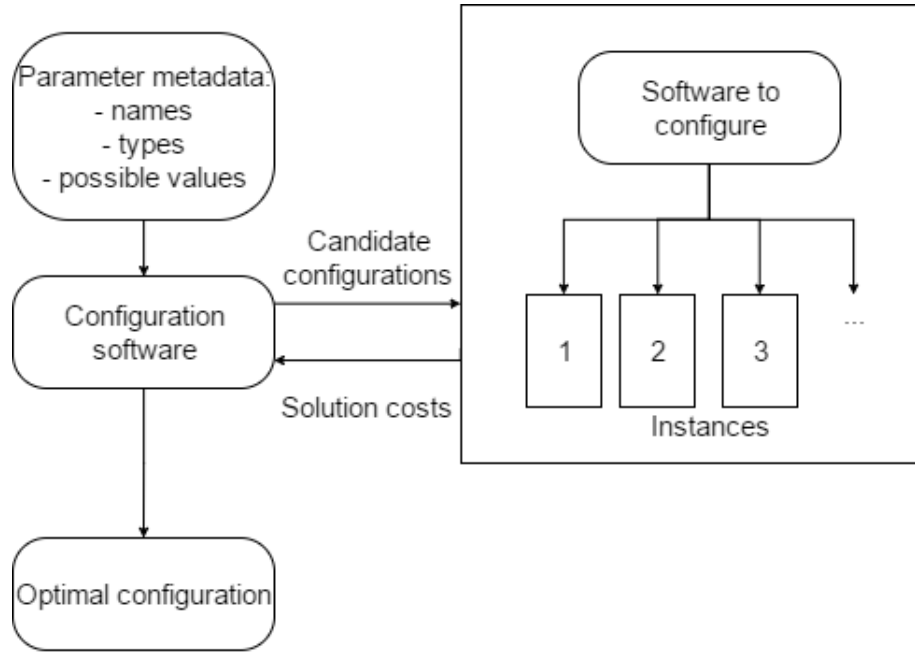 Parameter metadata:
- names
- types
- possible values
Software to
configure
Candidate
configurations
Configuration
software
Solution costs
1
2
3
...
Instances
Optimal configuration